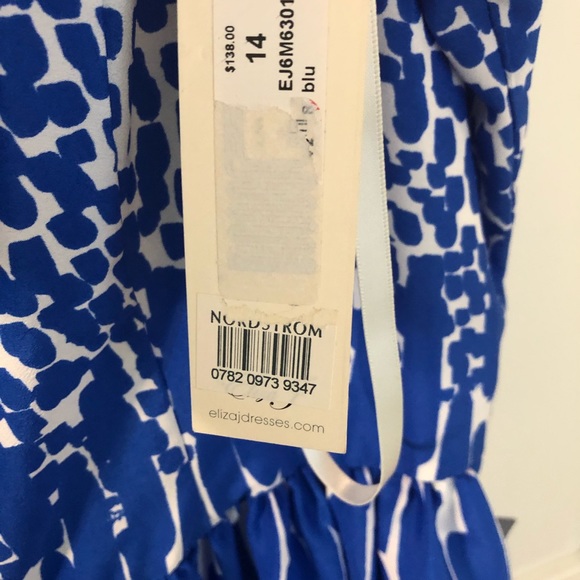 $138.00
14
EJ6M6301
blu
NORDSTROM
0782 0973 9347
elizajdresses.com